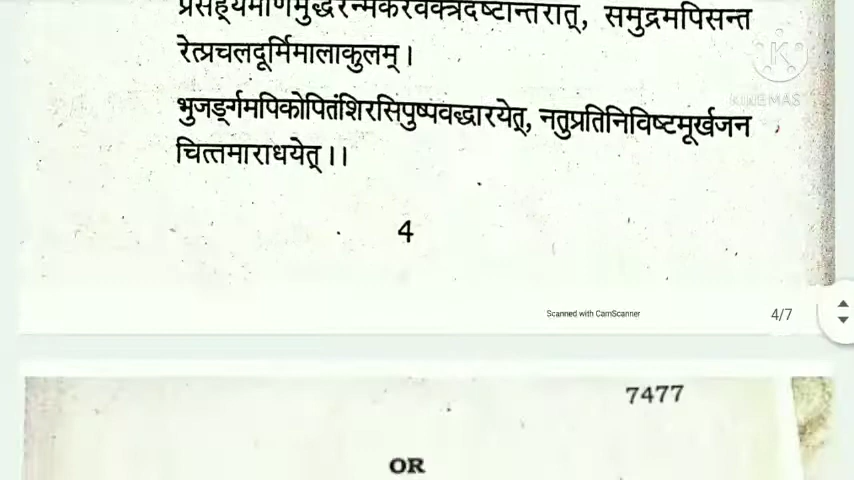 प्रसह्यमणिमुद्धरेन्मकरवक्त्रदंष्टान्तरात्, समुद्रमपिसन्त
रेत्प्रचलदूर्मिमालाकुलम्।
KINEMAS
भुजङ्गमपिकोपितंशिरसिपुष्पवद्धारयेत्, नतुप्रतिनिविष्टमूर्खजन
चित्तमाराधयेत्।।
4
Scanned with CamScanner
4/7
7477
OR